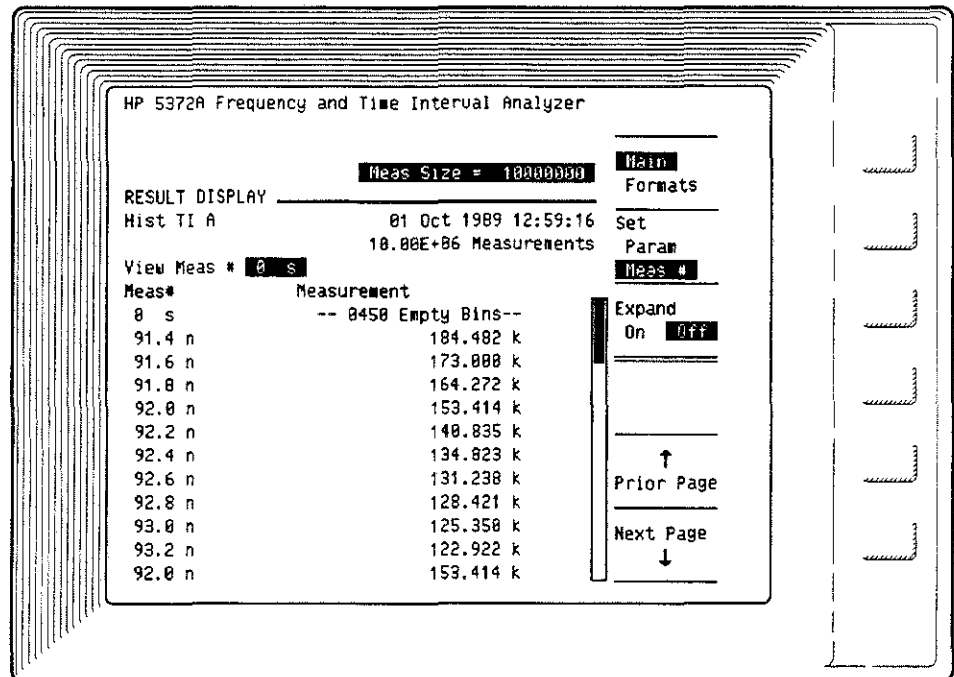 HP 5372A Frequency and Time Interval Analyzer
Meas Size = 10000000
RESULT DISPLAY
Hist TI A 01 Oct 1989 12:59:16
10.00E+06 Measurements
View Meas # 0 s
Meas# Measurement
0 s -- 0450 Empty Bins--
91.4 n 184.482 k
91.6 n 173.000 k
91.8 n 164.272 k
92.0 n 153.414 k
92.2 n 140.835 k
92.4 n 134.823 k
92.6 n 131.238 k
92.8 n 128.421 k
93.0 n 125.350 k
93.2 n 122.922 k
92.0 n 153.414 k
Main
Formats
Set
Param
Meas #
Expand
On Off
↑
Prior Page
Next Page
↓